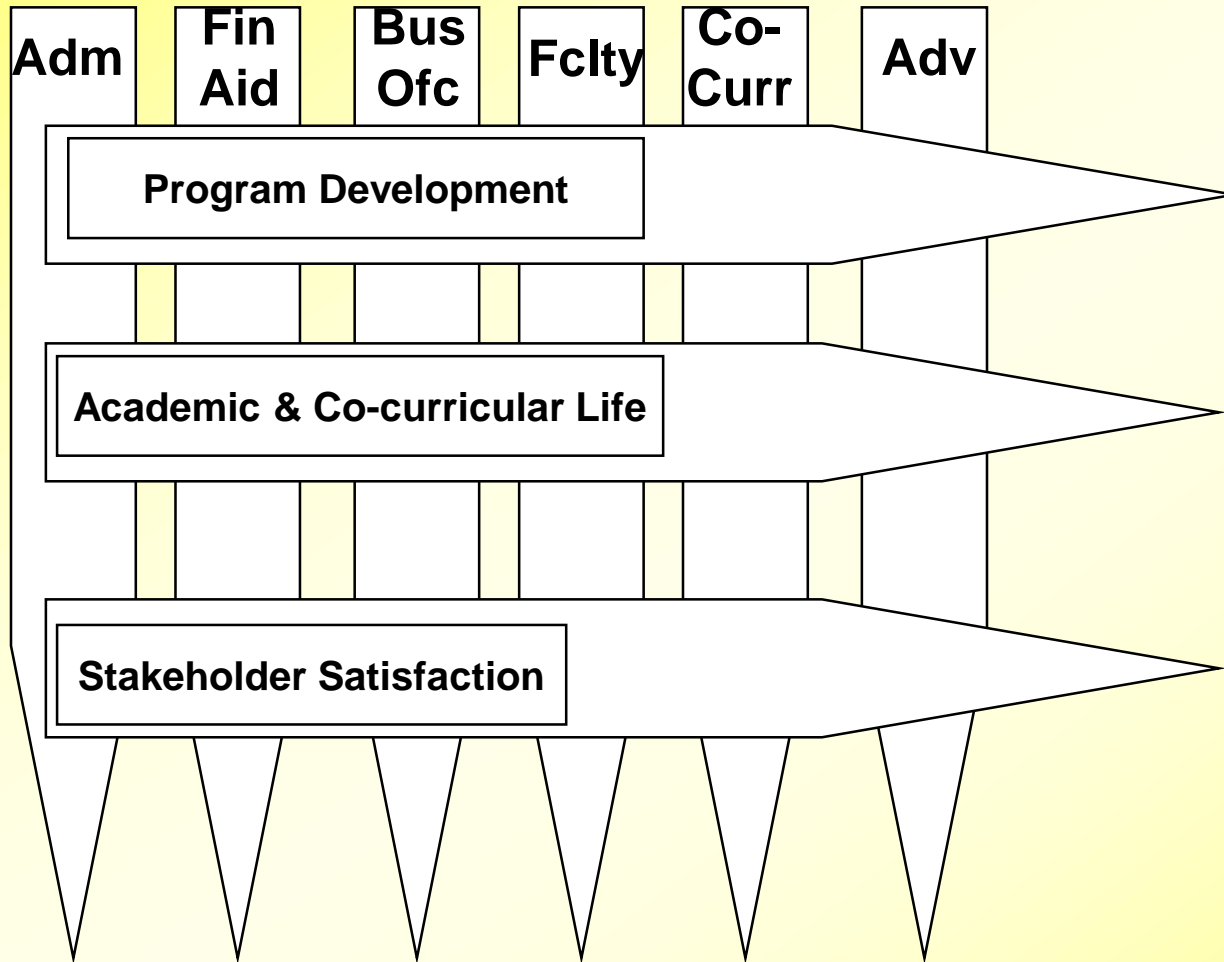 Adm
Fin
Aid
Bus
Ofc
Fclty
Co-
Curr
Adv
Program Development
Academic & Co-curricular Life
Stakeholder Satisfaction